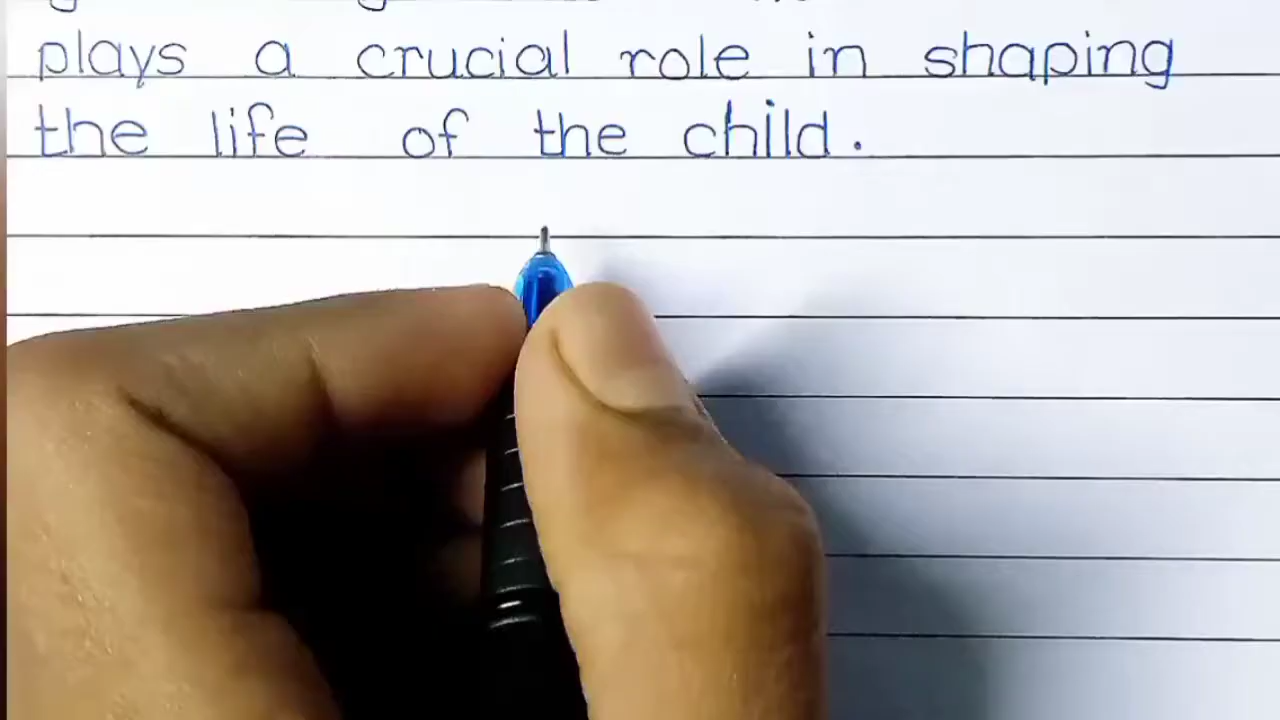 plays a crucial role in shaping
the life of the child.